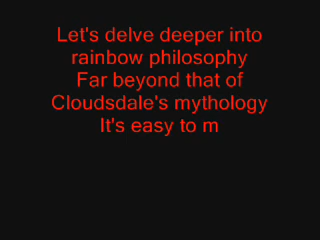 Let's delve deeper into
rainbow philosophy
Far beyond that of
Cloudsdale's mythology
It's easy to m